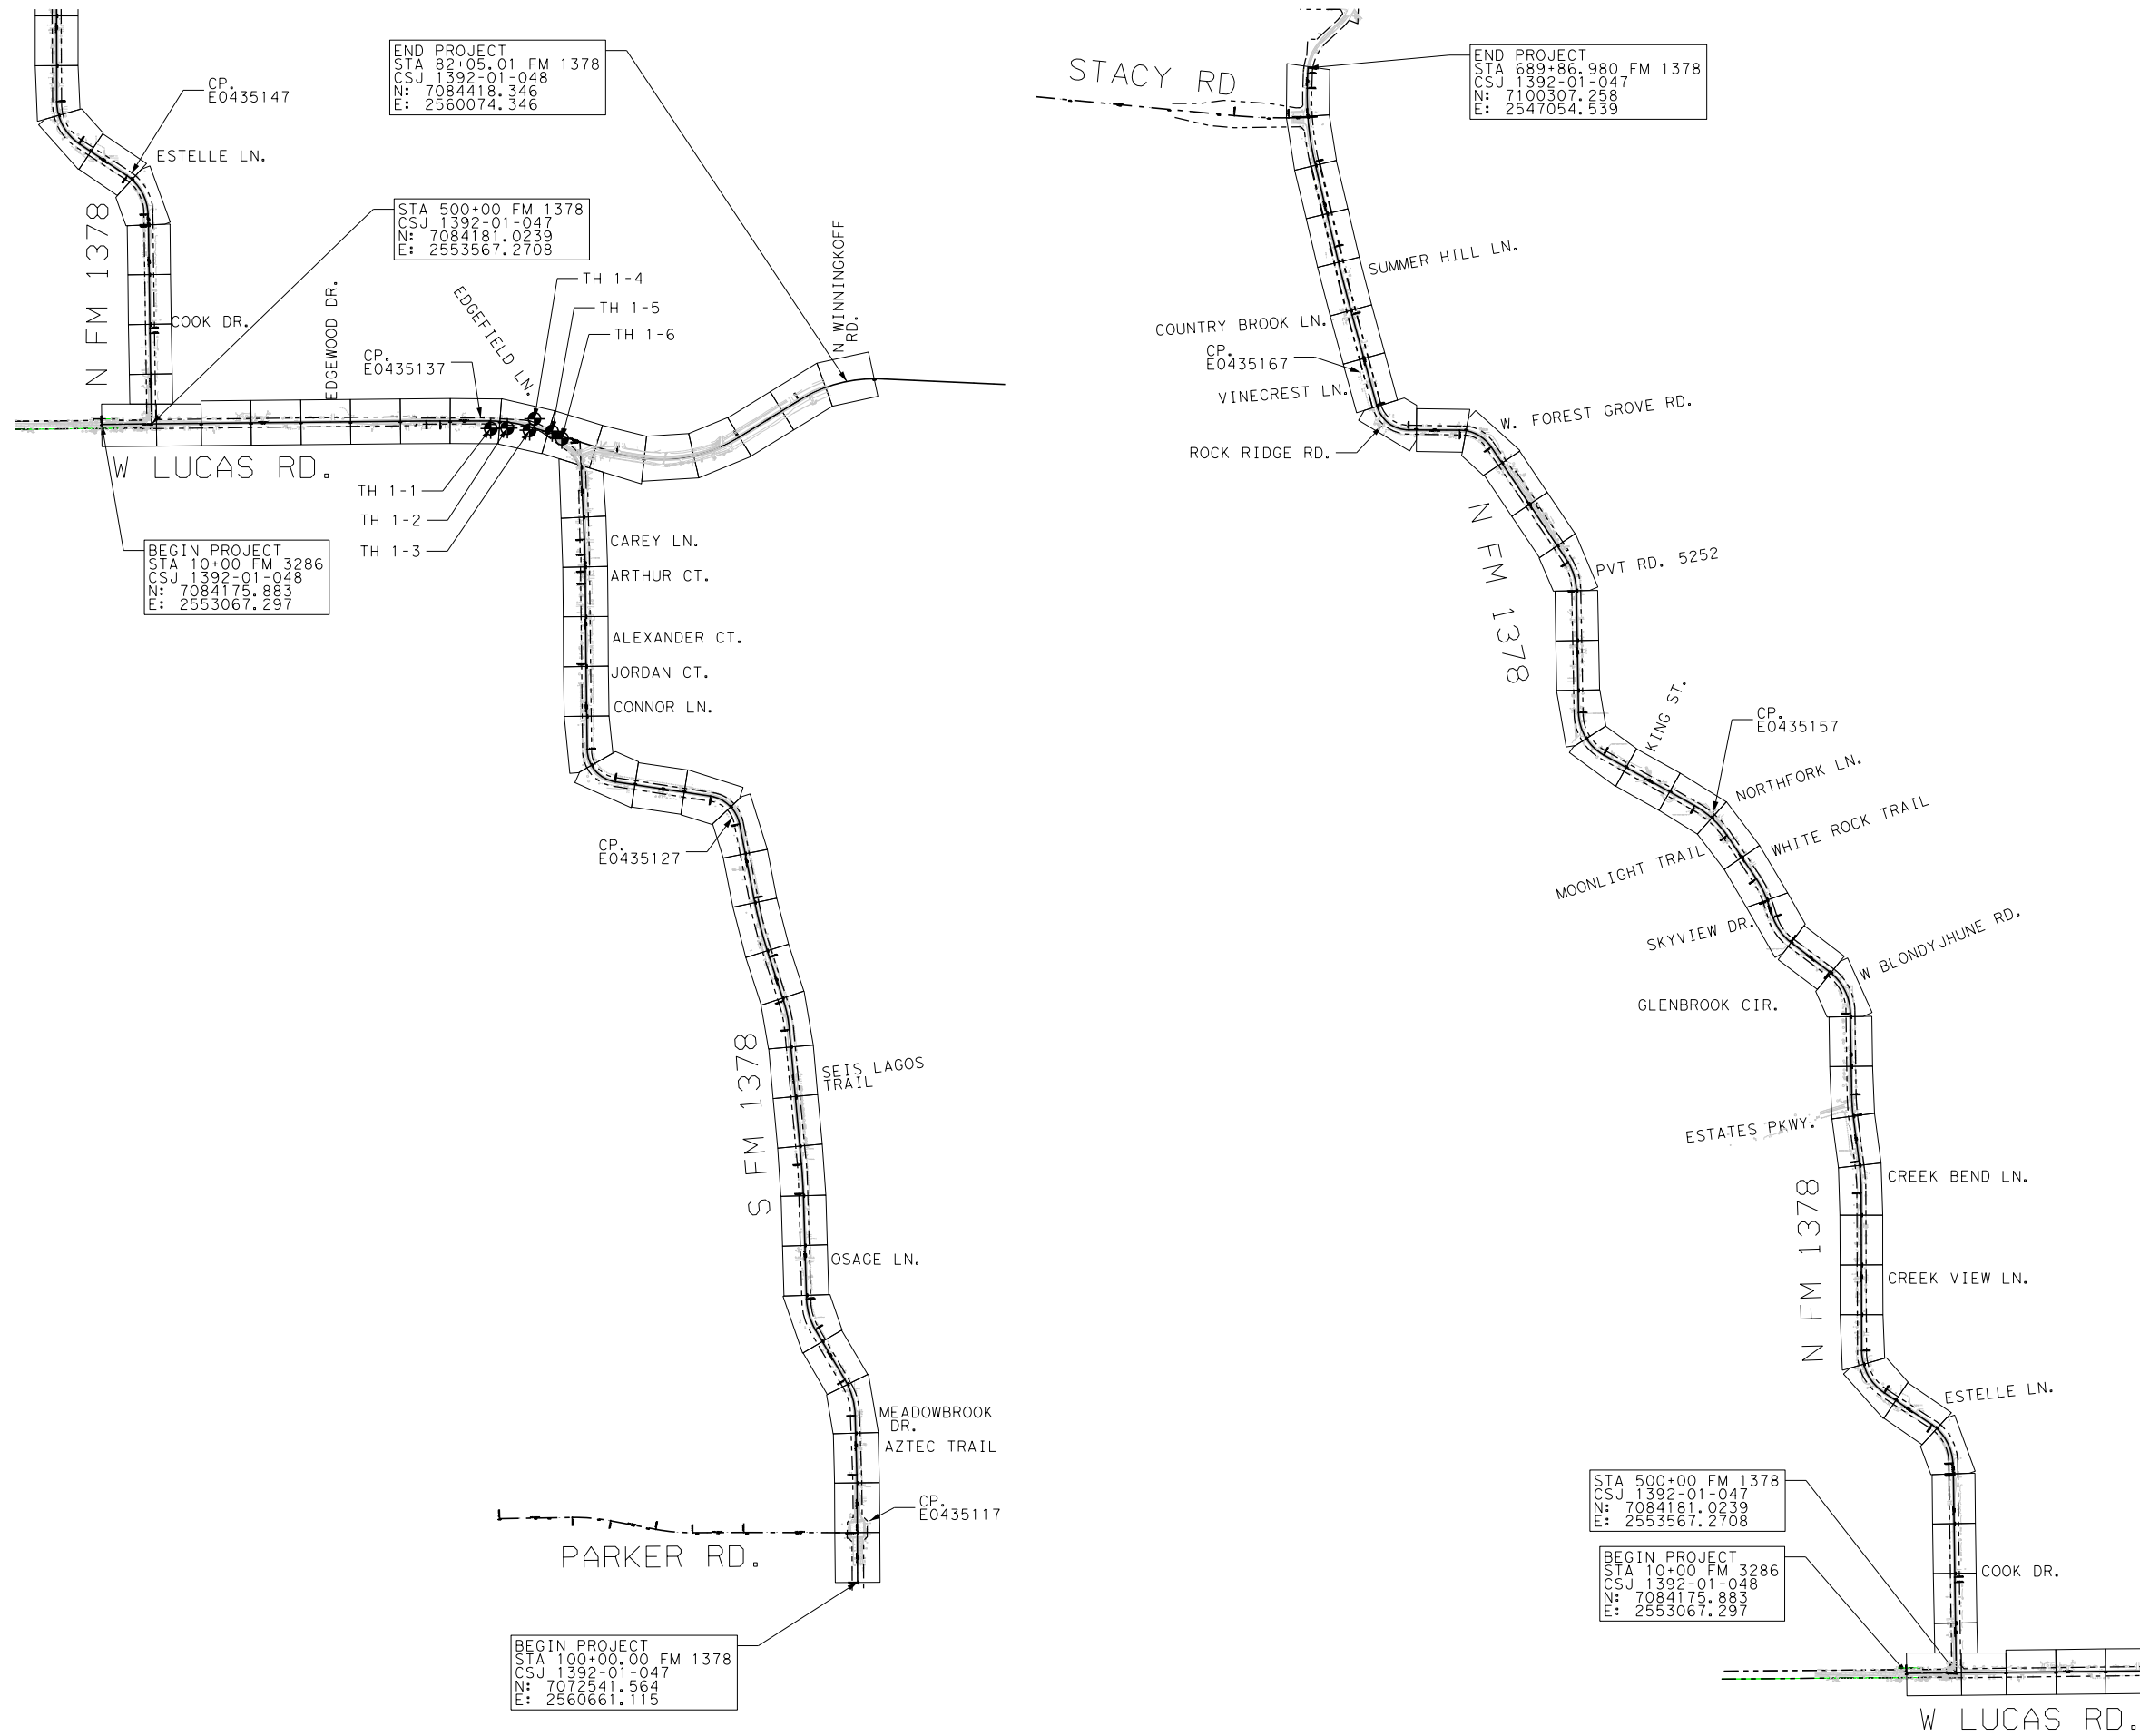 CP.
E0435147
ESTELLE LN.
N FM 1378
COOK DR.
END PROJECT
STA 82+05.01 FM 1378
CSJ 1392-01-048
N: 7084418.346
E: 2560074.346
STA 500+00 FM 1378
CSJ 1392-01-047
N: 7084181.0239
E: 2553567.2708
EDGEWOOD DR.
EDGEFIELD LN.
N WINNINGKOFF
RD.
TH 1-4
TH 1-5
TH 1-6
CP.
E0435137
W LUCAS RD.
TH 1-1
TH 1-2
TH 1-3
BEGIN PROJECT
STA 10+00 FM 3286
CSJ 1392-01-048
N: 7084175.883
E: 2553067.297
CAREY LN.
ARTHUR CT.
ALEXANDER CT.
JORDAN CT.
CONNOR LN.
CP.
E0435127
S FM 1378
SEIS LAGOS
TRAIL
OSAGE LN.
MEADOWBROOK
DR.
AZTEC TRAIL
CP.
E0435117
PARKER RD.
BEGIN PROJECT
STA 100+00.00 FM 1378
CSJ 1392-01-047
N: 7072541.564
E: 2560661.115
STACY RD
END PROJECT
STA 689+86.980 FM 1378
CSJ 1392-01-047
N: 7100307.258
E: 2547054.539
SUMMER HILL LN.
COUNTRY BROOK LN.
CP.
E0435167
VINECREST LN.
W. FOREST GROVE RD.
ROCK RIDGE RD.
N FM 1378
PVT RD. 5252
KING ST.
CP.
E0435157
NORTHFORK LN.
WHITE ROCK TRAIL
MOONLIGHT TRAIL
SKYVIEW DR.
W BLONDYJHUNE RD.
GLENBROOK CIR.
ESTATES PKWY.
CREEK BEND LN.
N FM 1378
CREEK VIEW LN.
ESTELLE LN.
STA 500+00 FM 1378
CSJ 1392-01-047
N: 7084181.0239
E: 2553567.2708
BEGIN PROJECT
STA 10+00 FM 3286
CSJ 1392-01-048
N: 7084175.883
E: 2553067.297
COOK DR.
W LUCAS RD.